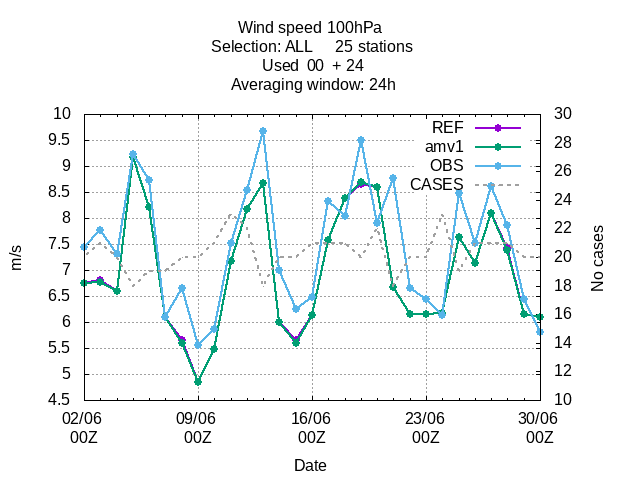 Wind speed 100hPa
Selection: ALL 25 stations
Used 00 + 24
Averaging window: 24h
REF
amv1
OBS
CASES
10
9.5
9
8.5
8
7.5
7
6.5
6
5.5
5
4.5
m/s
30
28
26
24
22
20
18
16
14
12
10
No cases
02/06 09/06 16/06 23/06 30/06
00Z 00Z 00Z 00Z 00Z
Date